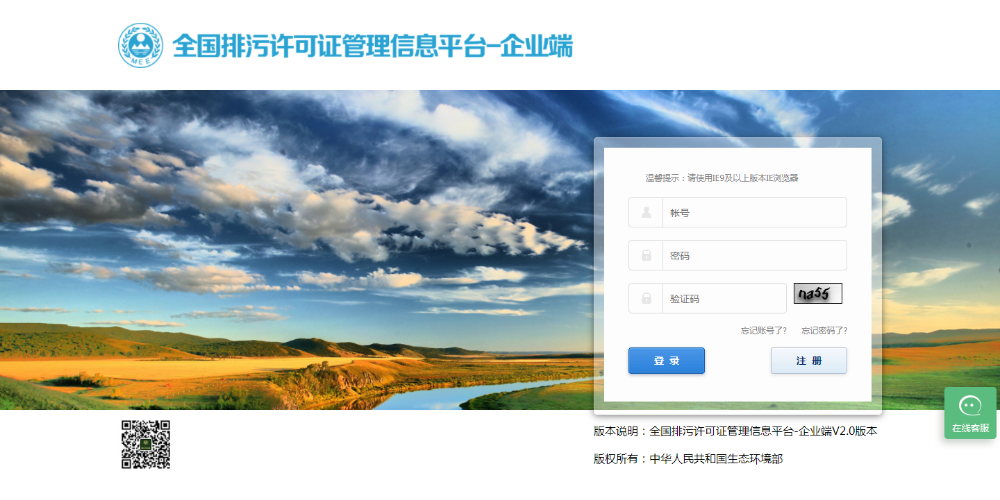 MEE
全国排污许可证管理信息平台-企业端
温馨提示：请使用IE9及以上版本IE浏览器
帐号
密码
验证码
na55
忘记账号了?
忘记密码了?
登 录
注 册
在线客服
版本说明：全国排污许可证管理信息平台-企业端V2.0版本
版权所有：中华人民共和国生态环境部